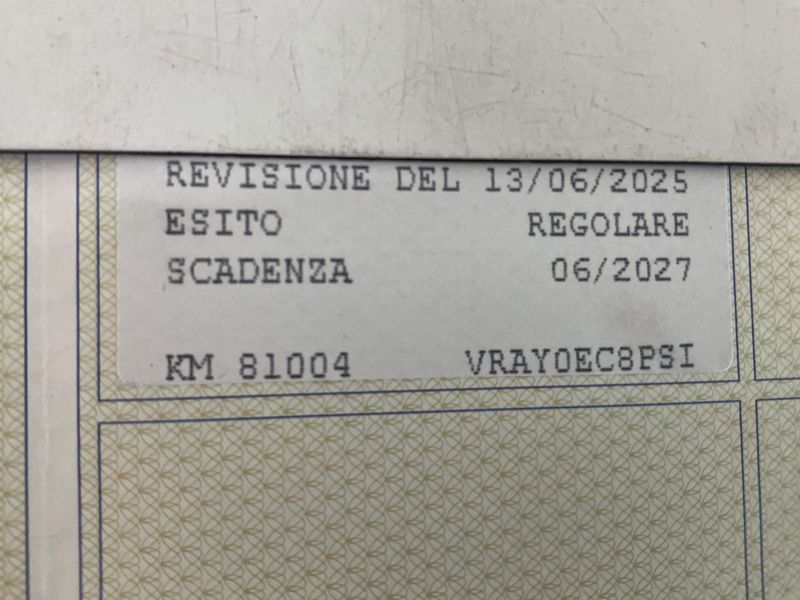 REVISIONE DEL 13/06/2025
ESITO REGOLARE
SCADENZA 06/2027
KM 81004 VRAY0EC8PSI